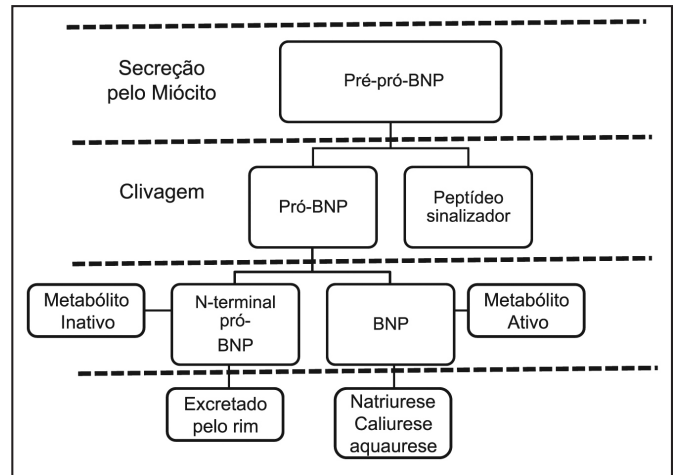 Secreção
pelo Miócito
Pré-pró-BNP
Clivagem
Pró-BNP
Peptídeo
sinalizador
Metabólito
Inativo
N-terminal
pró-
BNP
BNP
Metabólito
Ativo
Excretado
pelo rim
Natriurese
Caliurese
aquaurese